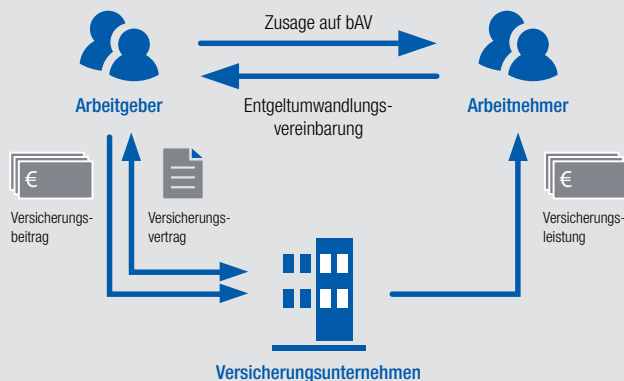 Zusage auf bAV
Arbeitgeber
Entgeltumwandlungs-
vereinbarung
Arbeitnehmer
€
Versicherungs-
beitrag
Versicherungs-
vertrag
€
Versicherungs-
leistung
Versicherungsunternehmen